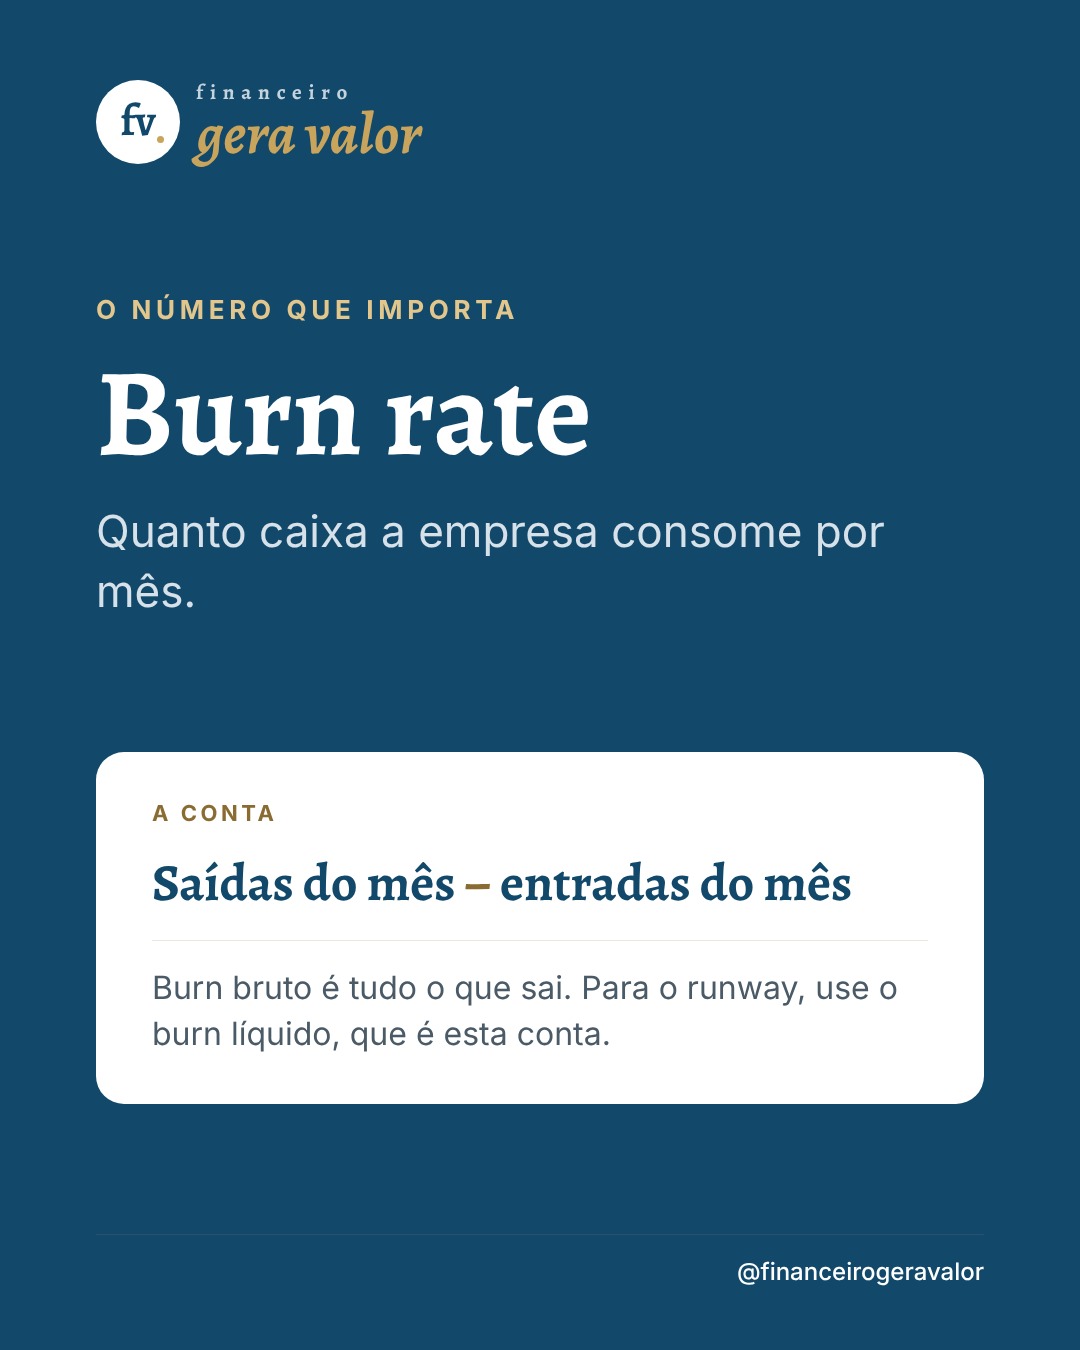 fv.
financeiro
gera valor
O NÚMERO QUE IMPORTA
Burn rate
Quanto caixa a empresa consome por
mês.
A CONTA
Saídas do mês – entradas do mês
Burn bruto é tudo o que sai. Para o runway, use o
burn líquido, que é esta conta.
@financeirogeravalor